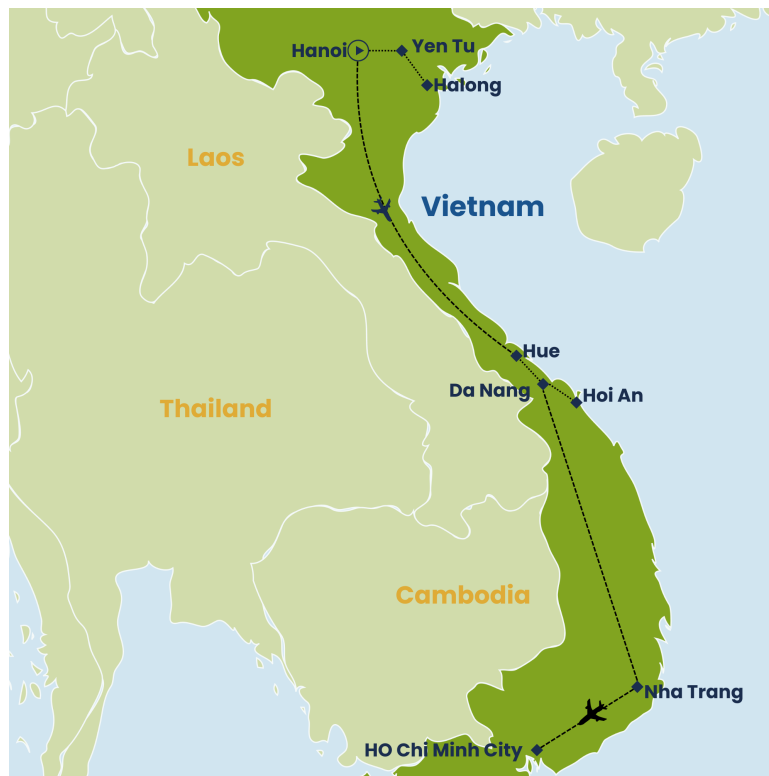 Hanoi
Yen Tu
Halong
Laos
Vietnam
Hue
Da Nang
Hoi An
Thailand
Cambodia
Nha Trang
HO Chi Minh City